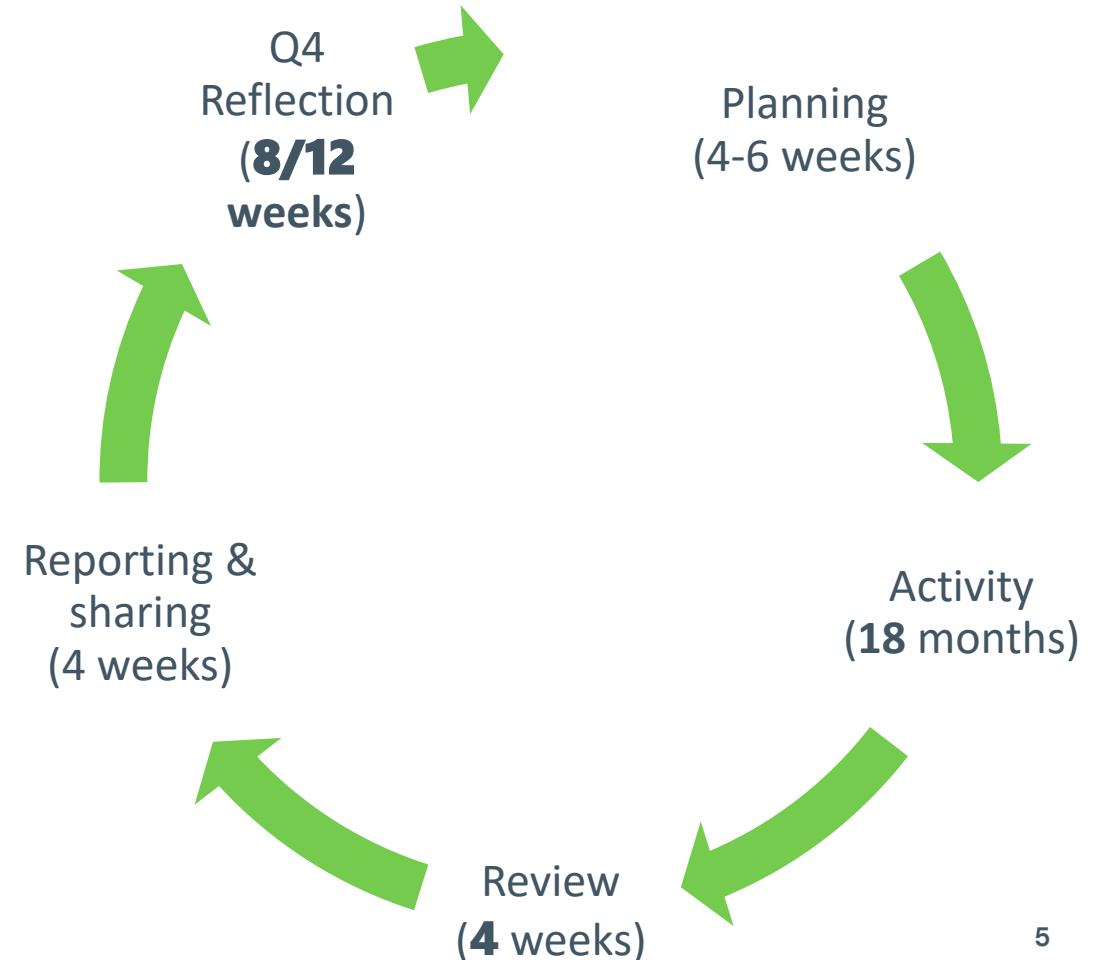 Q4
Reflection
(8/12
weeks)
Planning
(4-6 weeks)
Activity
(18 months)
Review
(4 weeks)
Reporting &
sharing
(4 weeks)
5